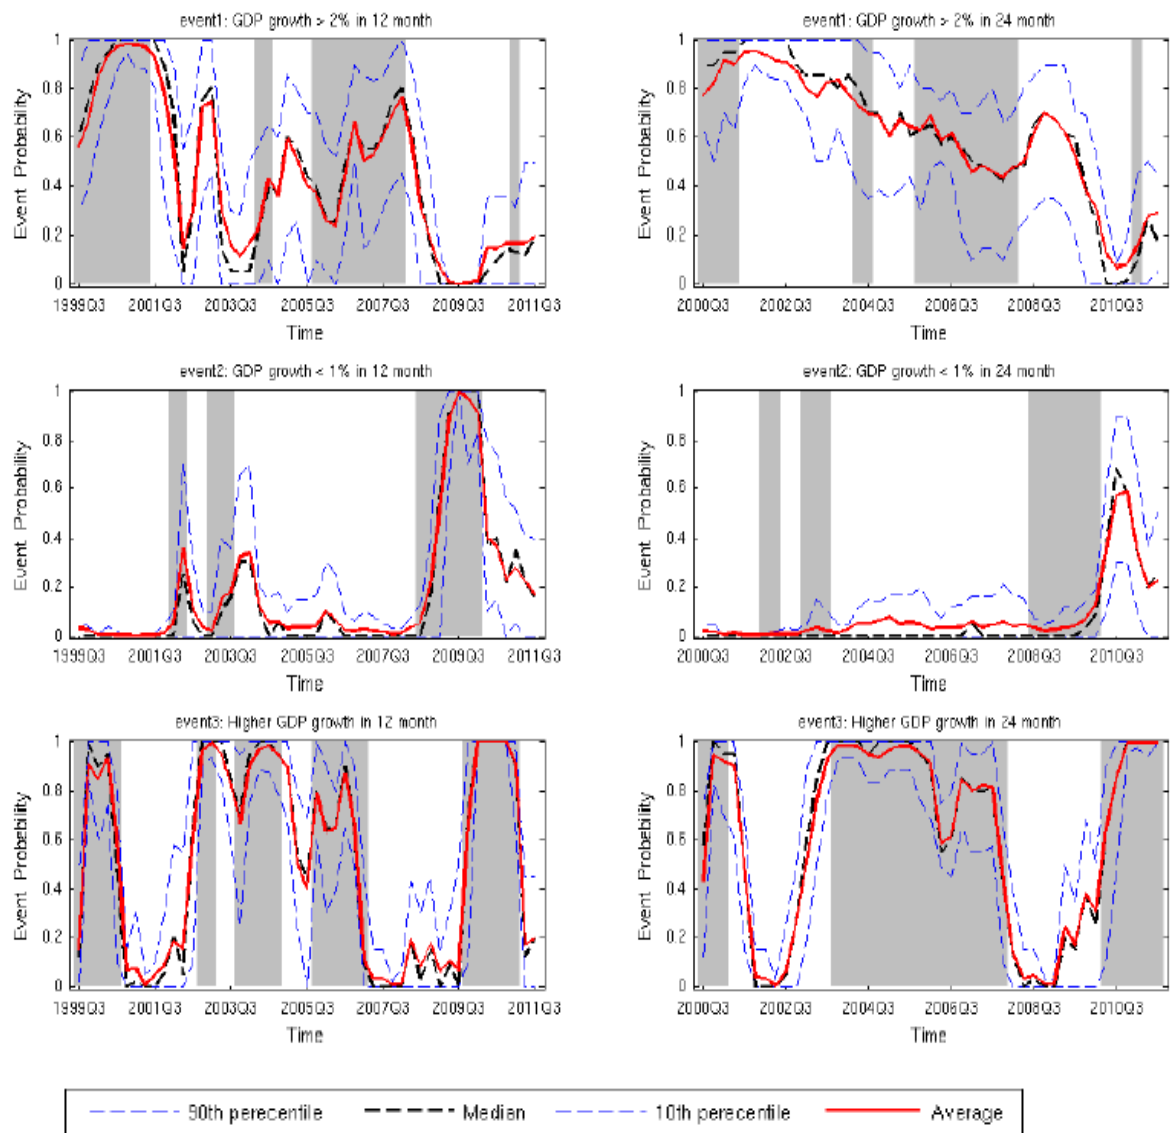 event1: GDP growth > 2% in 12 month
Event Probability
1
0.8
0.6
0.4
0.2
0
1999Q3 2001Q3 2003Q3 2005Q3 2007Q3 2009Q3 2011Q3
Time
event1: GDP growth > 2% in 24 month
Event Probability
1
0.8
0.6
0.4
0.2
0
2000Q3 2002Q3 2004Q3 2006Q3 2008Q3 2010Q3
Time
event2: GDP growth < 1% in 12 month
Event Probability
1
0.8
0.6
0.4
0.2
0
1999Q3 2001Q3 2003Q3 2005Q3 2007Q3 2009Q3 2011Q3
Time
event2: GDP growth < 1% in 24 month
Event Probability
1
0.8
0.6
0.4
0.2
0
2000Q3 2002Q3 2004Q3 2006Q3 2008Q3 2010Q3
Time
event3: Higher GDP growth in 12 month
Event Probability
1
0.8
0.6
0.4
0.2
0
1999Q3 2001Q3 2003Q3 2005Q3 2007Q3 2009Q3 2011Q3
Time
event3: Higher GDP growth in 24 month
Event Probability
1
0.8
0.6
0.4
0.2
0
2000Q3 2002Q3 2004Q3 2006Q3 2008Q3 2010Q3
Time
90th perecentile Median 10th perecentile Average